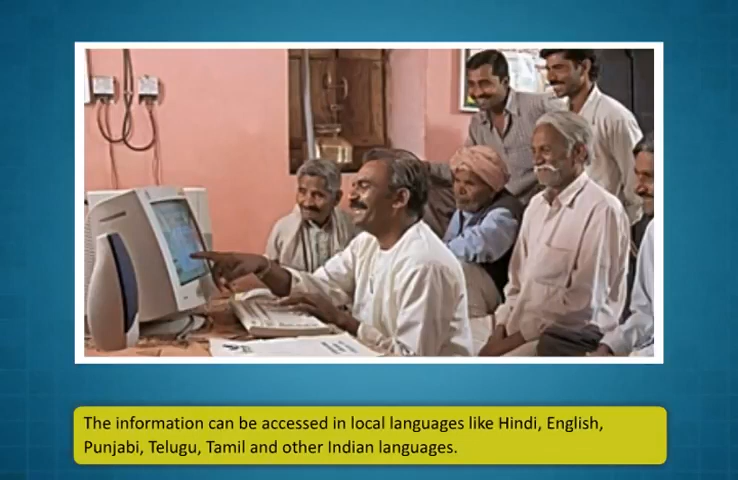 The information can be accessed in local languages like Hindi, English,
Punjabi, Telugu, Tamil and other Indian languages.